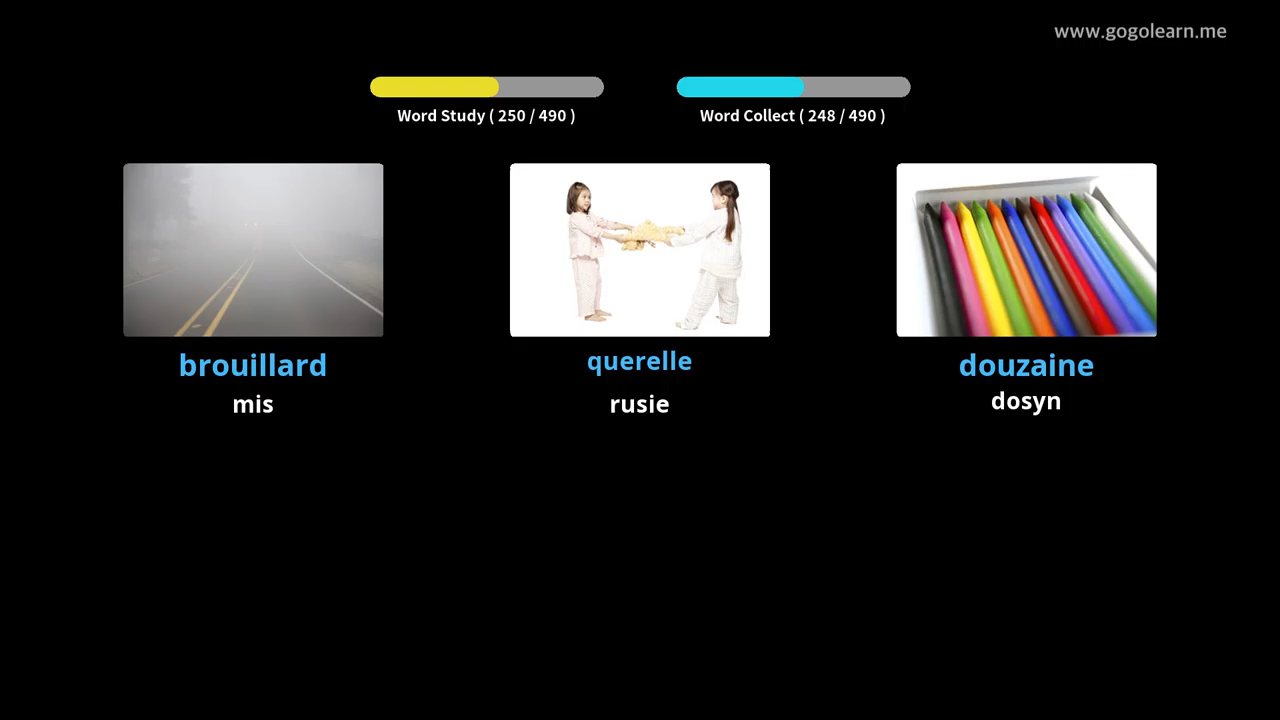 www.gogolearn.me
Word Study ( 250 / 490 )
Word Collect ( 248 / 490 )
brouillard
mis
querelle
rusie
douzaine
dosyn